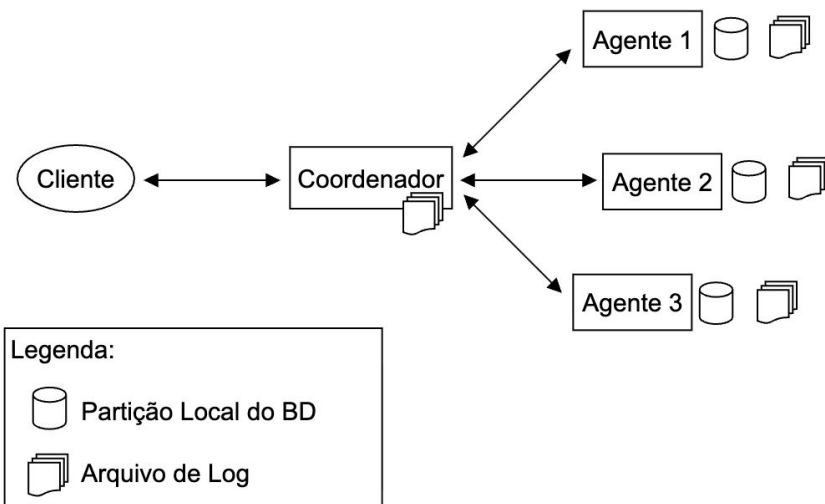 Agente 1
Cliente
Coordenador
Agente 2
Agente 3
Legenda:
Partição Local do BD
Arquivo de Log